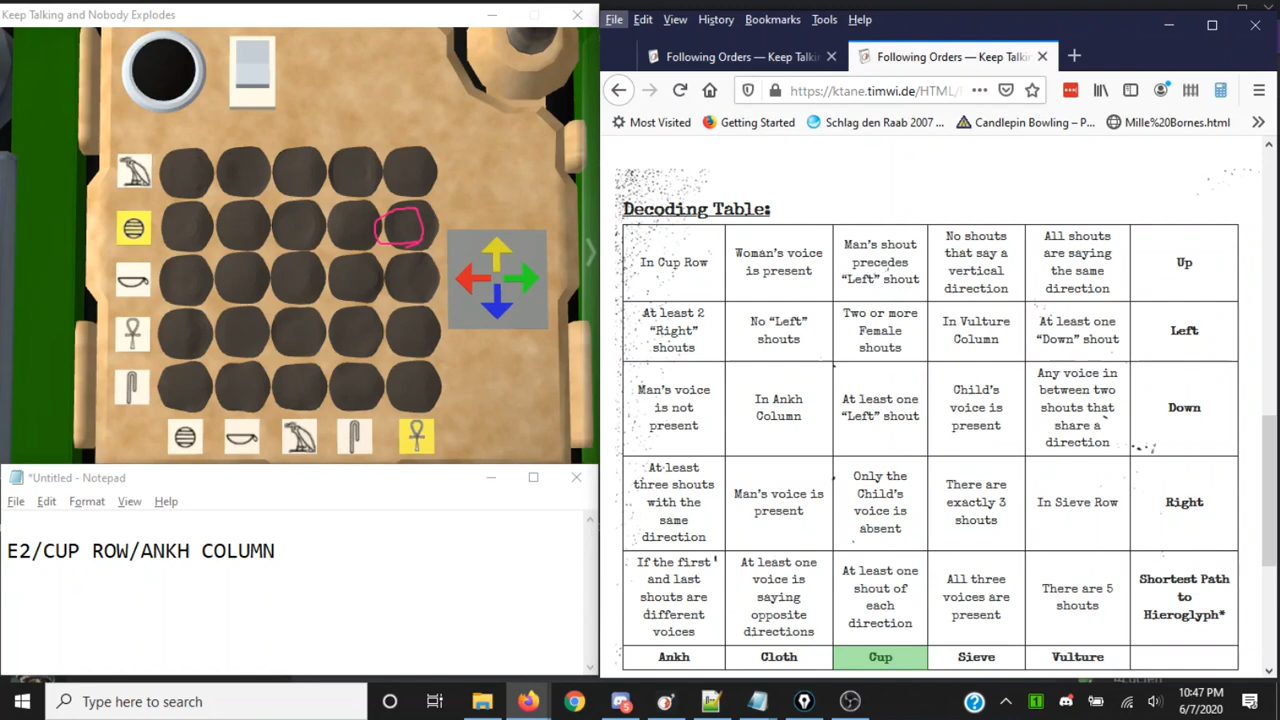 Keep Talking and Nobody Explodes
File Edit View History Bookmarks Tools Help
Following Orders — Keep Talkin
Following Orders — Keep Talkin
https://ktane.timwi.de/HTML/
Most Visited
Getting Started
Schlag den Raab 2007 ...
Candlepin Bowling – P...
Mille%20Bornes.html
Decoding Table:
In Cup Row
Woman's voice
is present
Man's shout
precedes
"Left" shout
No shouts
that say a
vertical
direction
All shouts
are saying
the same
direction
Up
At least 2
"Right"
shouts
No "Left"
shouts
Two or more
Female
shouts
In Vulture
Column
At least one
"Down" shout
Left
Man's voice
is not
present
In Ankh
Column
At least one
"Left" shout
Child's
voice is
present
Any voice in
between two
shouts that
share a
direction
Down
At least
three shouts
with the
same
direction
Man's voice is
present
Only the
Child's
voice is
absent
There are
exactly 3
shouts
In Sieve Row
Right
If the first
and last
shouts are
different
voices
At least one
voice is
saying
opposite
directions
At least one
shout of
each
direction
All three
voices are
present
There are 5
shouts
Shortest Path
to
Hieroglyph*
Ankh
Cloth
Cup
Sieve
Vulture
*Untitled - Notepad
File Edit Format View Help
E2/CUP ROW/ANKH COLUMN
Type here to search
1
10:47 PM
6/7/2020